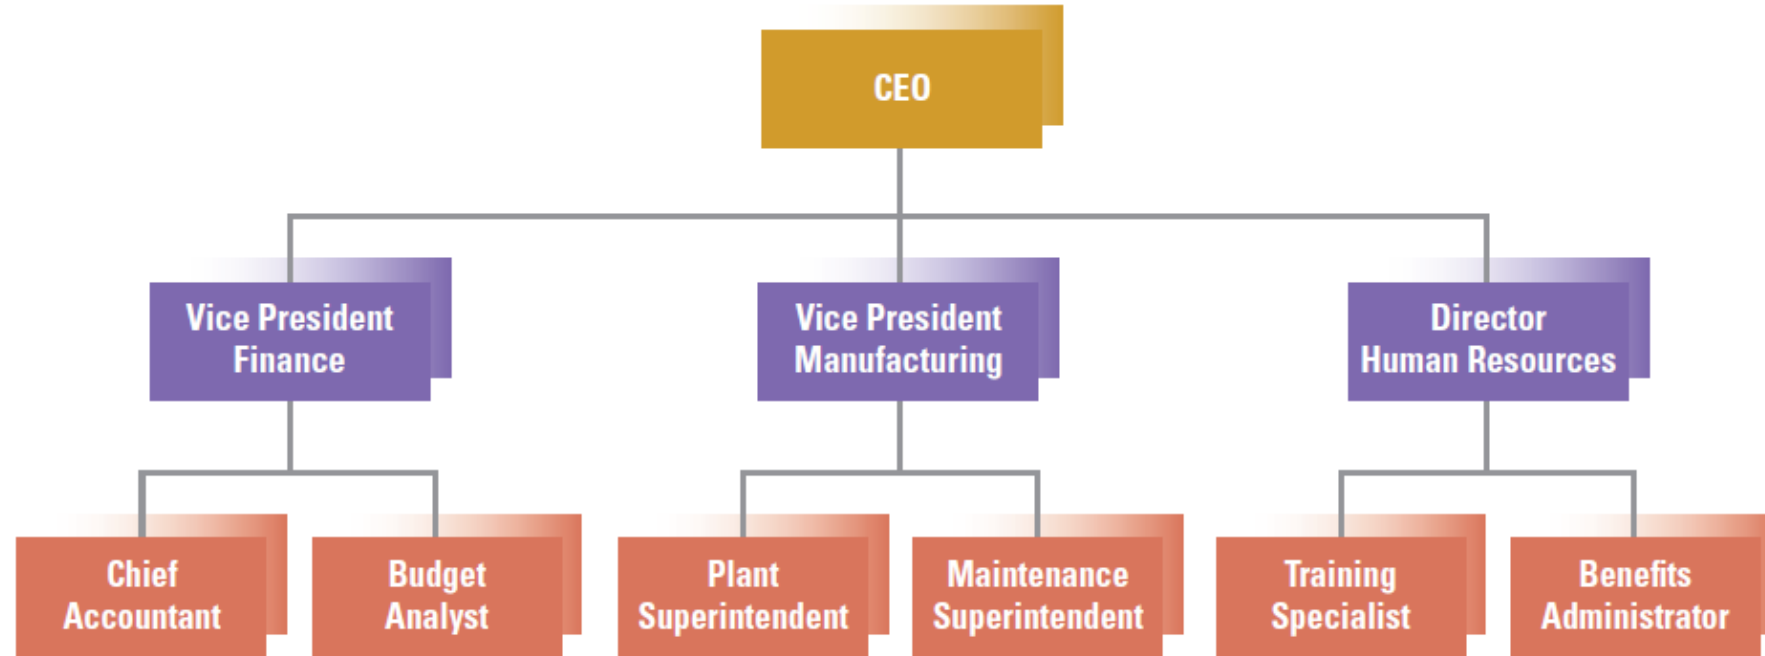 CEO
Vice President
Finance
Vice President
Manufacturing
Director
Human Resources
Chief
Accountant
Budget
Analyst
Plant
Superintendent
Maintenance
Superintendent
Training
Specialist
Benefits
Administrator